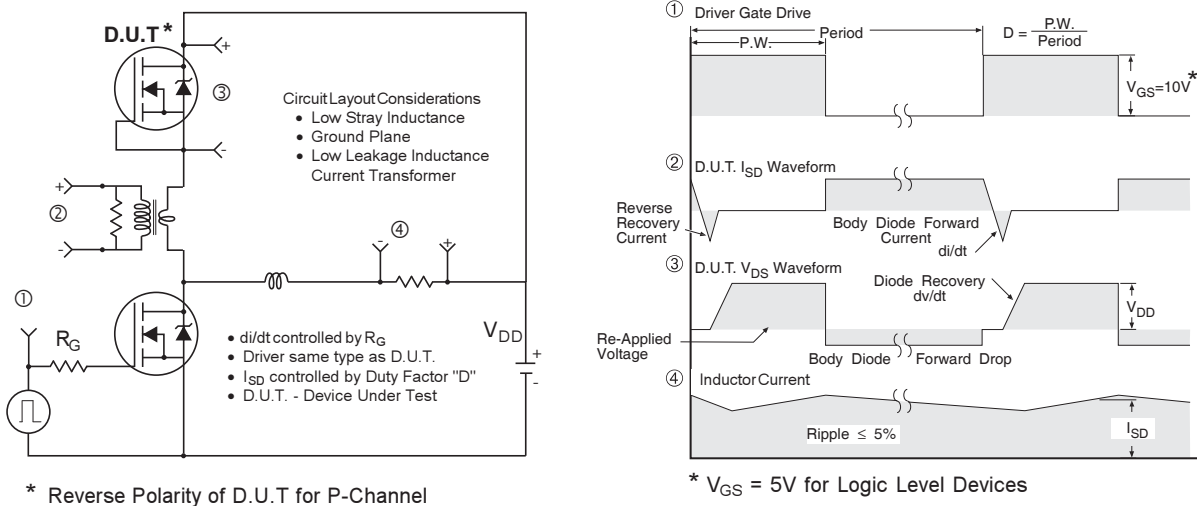 D.U.T *
+
③
-
Circuit Layout Considerations
• Low Stray Inductance
• Ground Plane
• Low Leakage Inductance
Current Transformer
+
②
-
④
- +
①
R_G
• di/dt controlled by R_G
• Driver same type as D.U.T.
• I_SD controlled by Duty Factor "D"
• D.U.T. - Device Under Test
V_DD
+
-
* Reverse Polarity of D.U.T for P-Channel
① Driver Gate Drive
P.W.
Period
D = P.W. / Period
V_GS=10V *
② D.U.T. I_SD Waveform
Reverse
Recovery
Current
Body Diode Forward
Current
di/dt
③ D.U.T. V_DS Waveform
Diode Recovery
dv/dt
V_DD
Re-Applied
Voltage
Body Diode Forward Drop
④ Inductor Current
Ripple ≤ 5%
I_SD
* V_GS = 5V for Logic Level Devices